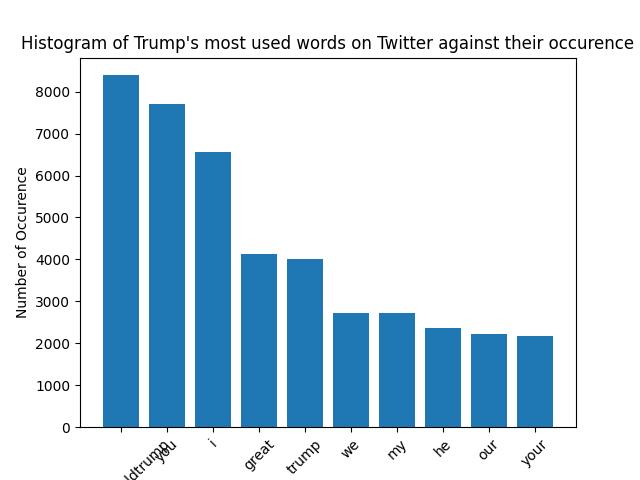 Histogram of Trump's most used words on Twitter against their occurence
Number of Occurence
8000
7000
6000
5000
4000
3000
2000
1000
0
ldtrump
you
i
great
trump
we
my
he
our
your